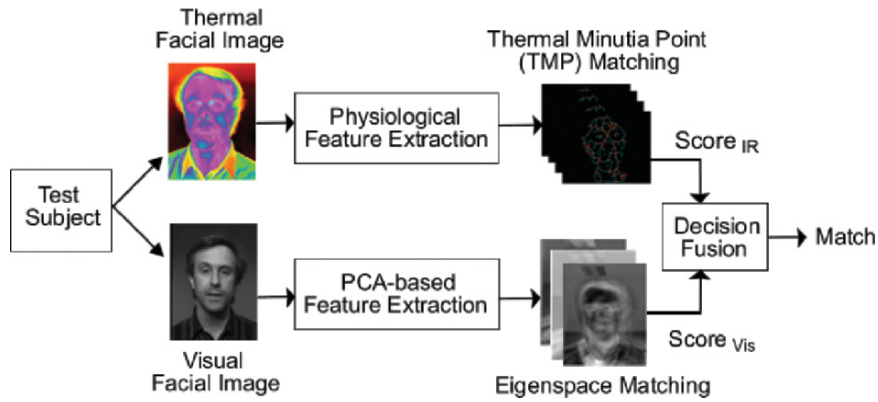 Thermal
Facial Image
Thermal Minutia Point
(TMP) Matching
Physiological
Feature Extraction
Score IR
Test
Subject
Decision
Fusion
Match
PCA-based
Feature Extraction
Score Vis
Visual
Facial Image
Eigenspace Matching